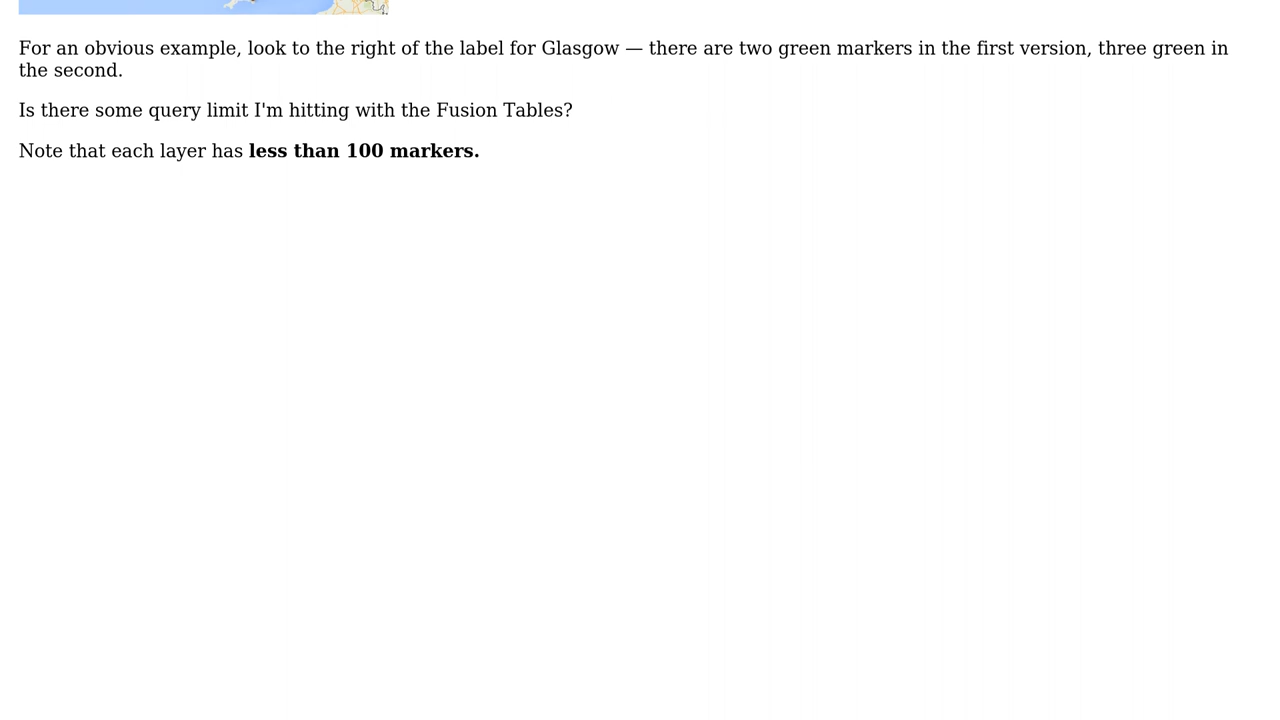 For an obvious example, look to the right of the label for Glasgow — there are two green markers in the first version, three green in
the second.
Is there some query limit I'm hitting with the Fusion Tables?
Note that each layer has less than 100 markers.